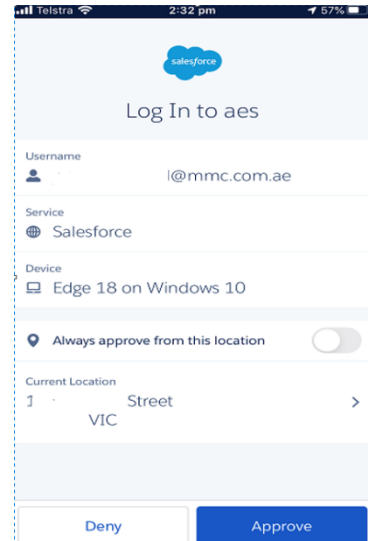 Telstra 2:32 pm 57%
salesforce
Log In to aes
Username
l@mmc.com.ae
Service
Salesforce
Device
Edge 18 on Windows 10
Always approve from this location
Current Location
1 Street
VIC
Deny Approve